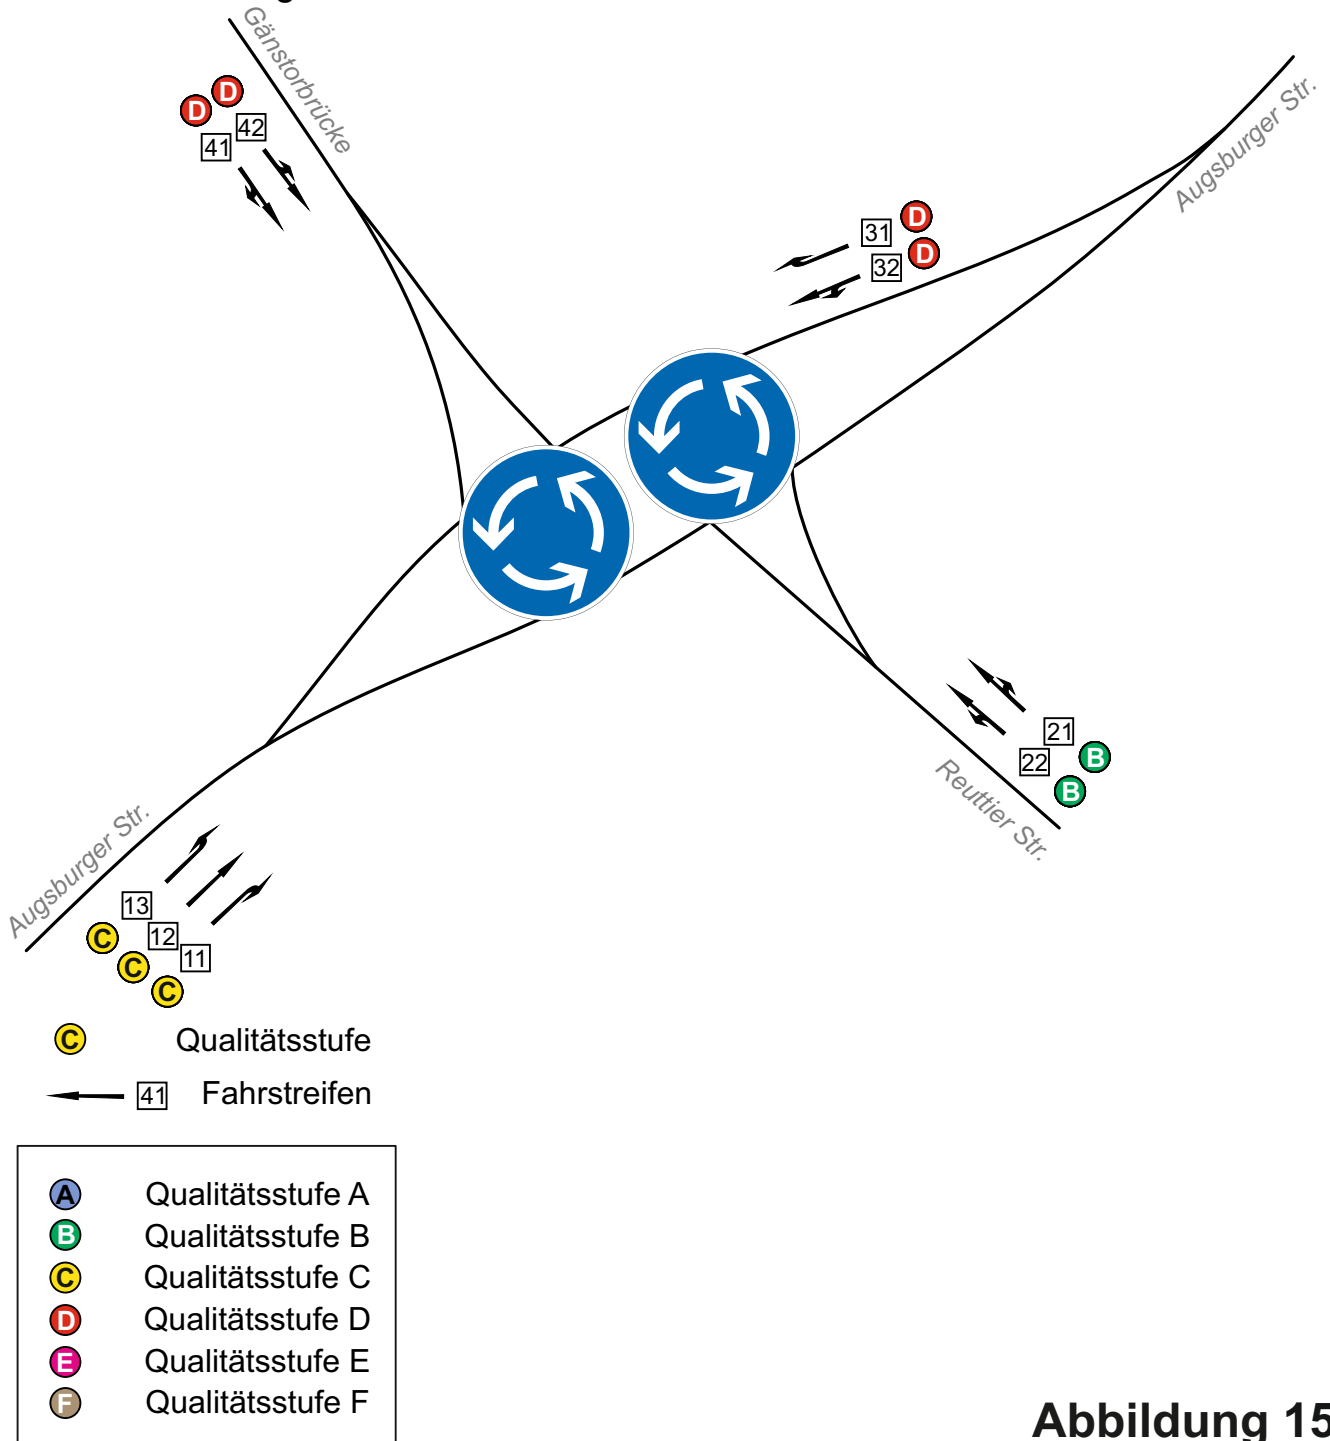 Gänstorbrücke
Augsburger Str.
D
D
42
41
31
D
32
D
21
B
22
B
Reuttier Str.
Augsburger Str.
13
C
12
C
11
C
C Qualitätsstufe
41 Fahrstreifen
A Qualitätsstufe A
B Qualitätsstufe B
C Qualitätsstufe C
D Qualitätsstufe D
E Qualitätsstufe E
F Qualitätsstufe F
Abbildung 15